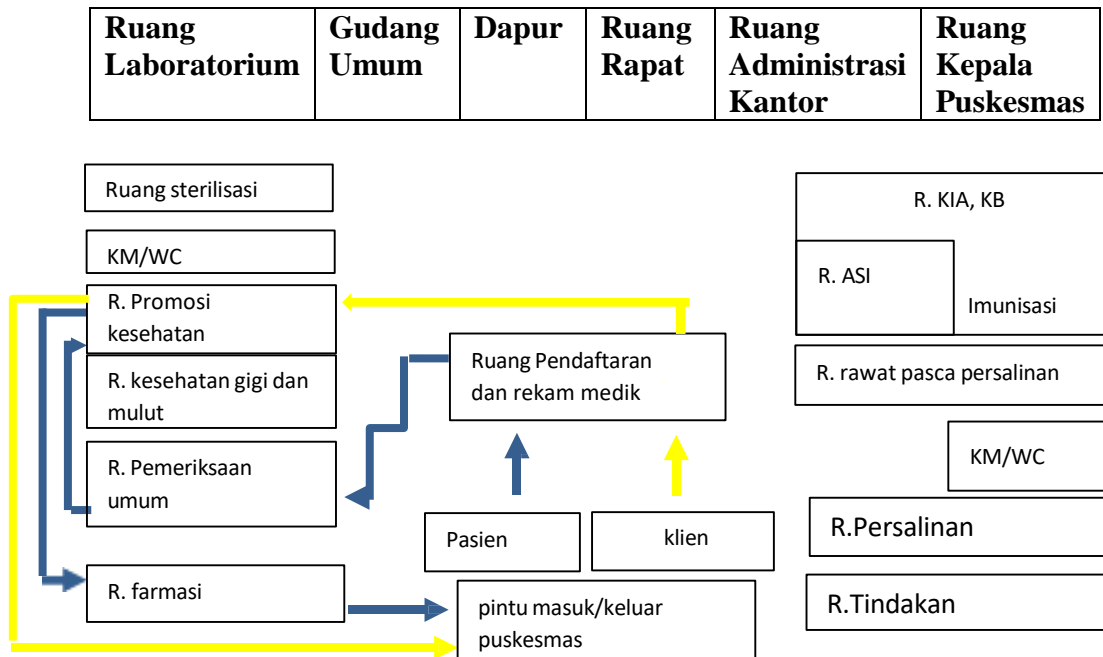 Ruang Laboratorium
Gudang Umum
Dapur
Ruang Rapat
Ruang Administrasi Kantor
Ruang Kepala Puskesmas
Ruang sterilisasi
KM/WC
R. Promosi
kesehatan
R. kesehatan gigi dan
mulut
R. Pemeriksaan
umum
R. farmasi
Ruang Pendaftaran
dan rekam medik
Pasien
klien
pintu masuk/keluar
puskesmas
R. KIA, KB
R. ASI
Imunisasi
R. rawat pasca persalinan
KM/WC
R.Persalinan
R.Tindakan